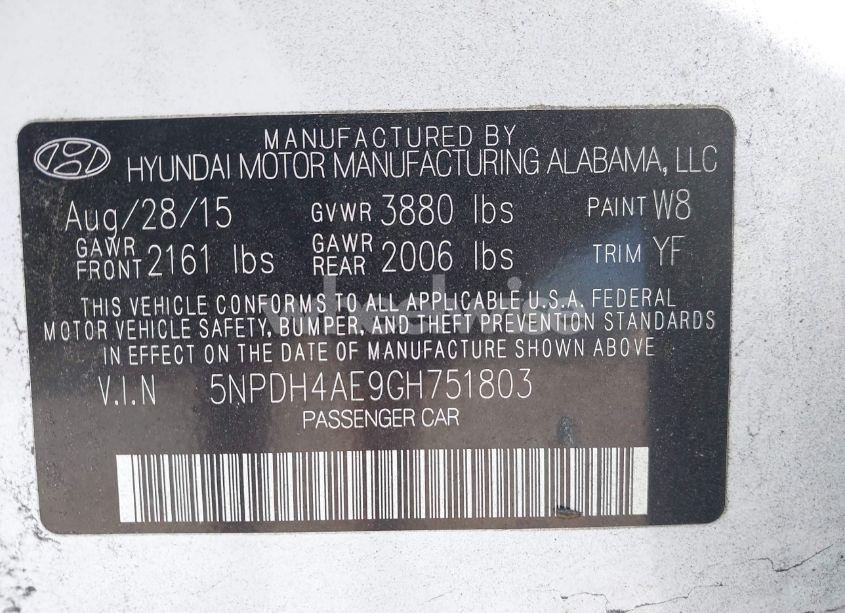 MANUFACTURED BY
HYUNDAI MOTOR MANUFACTURING ALABAMA, LLC
Aug/28/15 GVWR 3880 lbs PAINT W8
GAWR FRONT 2161 lbs GAWR REAR 2006 lbs TRIM YF
THIS VEHICLE CONFORMS TO ALL APPLICABLE U.S.A. FEDERAL
MOTOR VEHICLE SAFETY, BUMPER, AND THEFT PREVENTION STANDARDS
IN EFFECT ON THE DATE OF MANUFACTURE SHOWN ABOVE
V.I.N 5NPDH4AE9GH751803
PASSENGER CAR